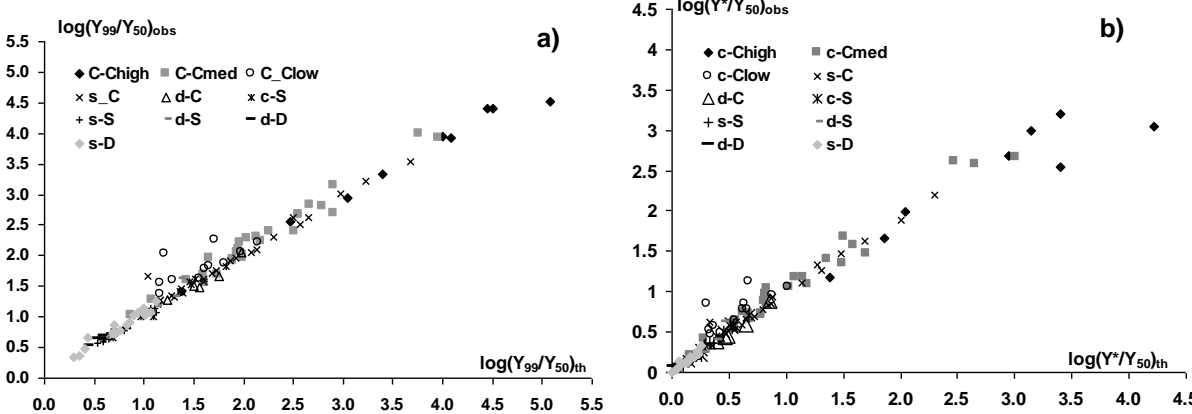 log(Y99/Y50)obs
a)
5.5
5.0
4.5
4.0
3.5
3.0
2.5
2.0
1.5
1.0
0.5
0.0
C-Chigh C-Cmed C_Clow
s_C d-C c-S
s-S d-S d-D
s-D
log(Y99/Y50)th
0.0 0.5 1.0 1.5 2.0 2.5 3.0 3.5 4.0 4.5 5.0 5.5
log(Y*/Y50)obs
b)
4.5
4
3.5
3
2.5
2
1.5
1
0.5
0
c-Chigh c-Cmed
c-Clow s-C
d-C c-S
s-S d-S
d-D s-D
log(Y*/Y50)th
0.0 0.5 1.0 1.5 2.0 2.5 3.0 3.5 4.0 4.5